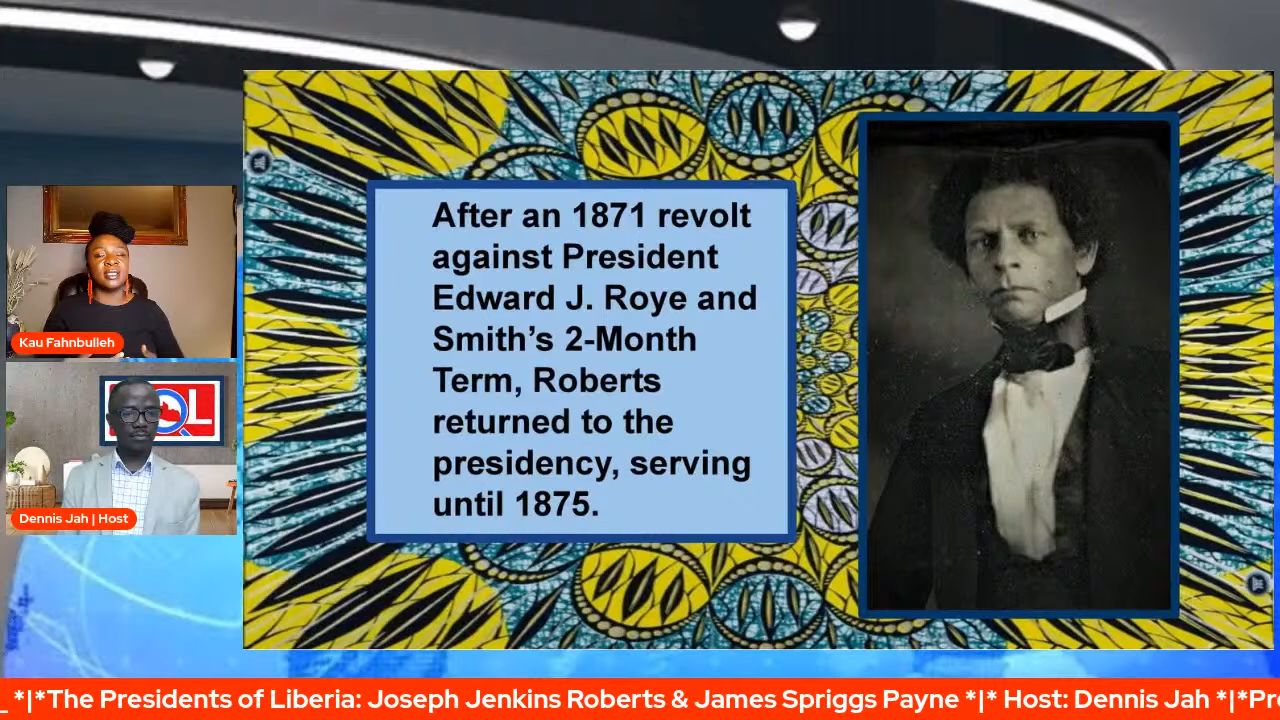 After an 1871 revolt
against President
Edward J. Roye and
Smith’s 2-Month
Term, Roberts
returned to the
presidency, serving
until 1875.
Kau Fahnbulleh
OL
Dennis Jah | Host
_ *|*The Presidents of Liberia: Joseph Jenkins Roberts & James Spriggs Payne *|* Host: Dennis Jah *|*Pr